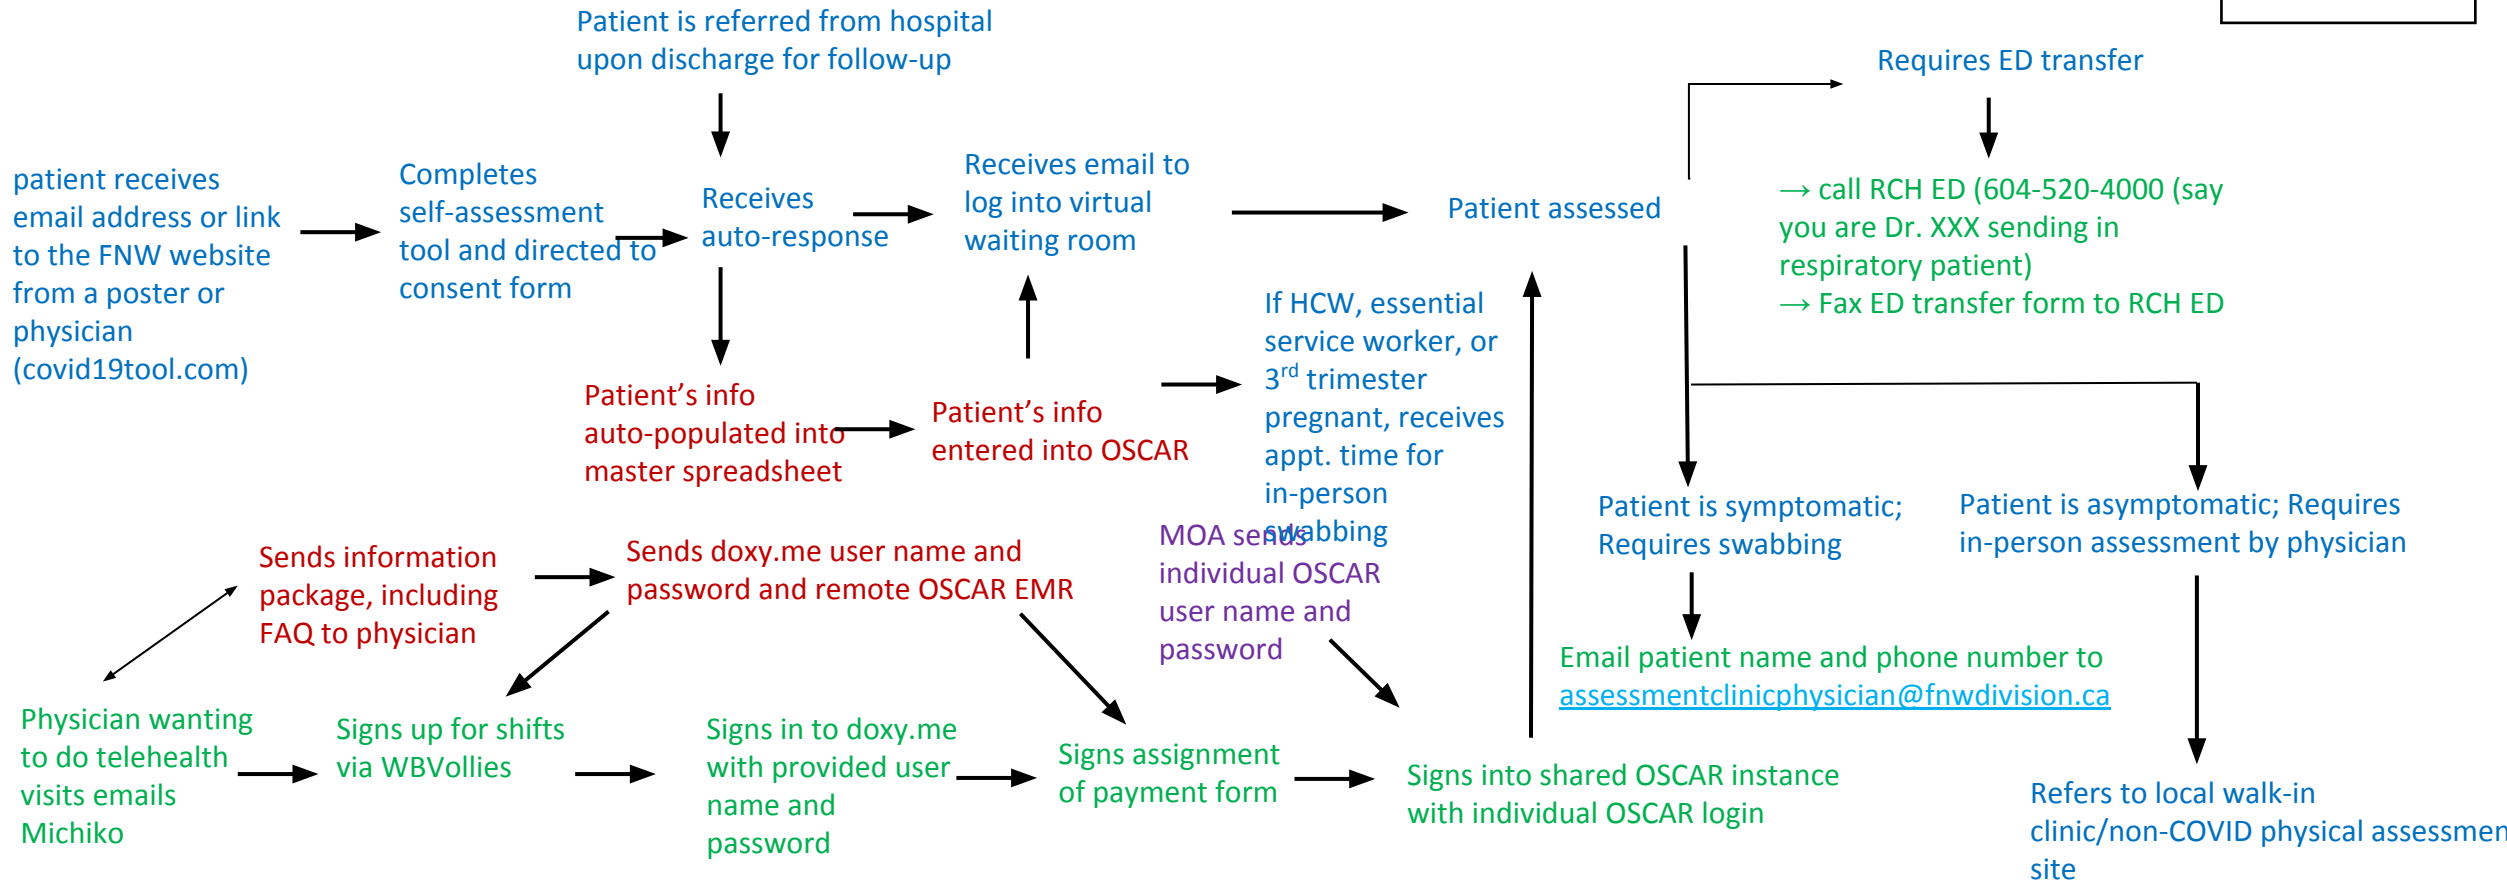 Patient is referred from hospital
upon discharge for follow-up
Requires ED transfer
patient receives
email address or link
to the FNW website
from a poster or
physician
(covid19tool.com)
Completes
self-assessment
tool and directed to
consent form
Receives
auto-response
Receives email to
log into virtual
waiting room
Patient assessed
→ call RCH ED (604-520-4000 (say
you are Dr. XXX sending in
respiratory patient)
→ Fax ED transfer form to RCH ED
Patient's info
auto-populated into
master spreadsheet
Patient's info
entered into OSCAR
If HCW, essential
service worker, or
3rd trimester
pregnant, receives
appt. time for
in-person
swabbing
Patient is symptomatic;
Requires swabbing
Patient is asymptomatic; Requires
in-person assessment by physician
Sends information
package, including
FAQ to physician
Sends doxy.me user name and
password and remote OSCAR EMR
MOA sends
individual OSCAR
user name and
password
Email patient name and phone number to
assessmentclinicphysician@fnwdivision.ca
Physician wanting
to do telehealth
visits emails
Michiko
Signs up for shifts
via WBVollies
Signs in to doxy.me
with provided user
name and
password
Signs assignment
of payment form
Signs into shared OSCAR instance
with individual OSCAR login
Refers to local walk-in
clinic/non-COVID physical assessmen
site